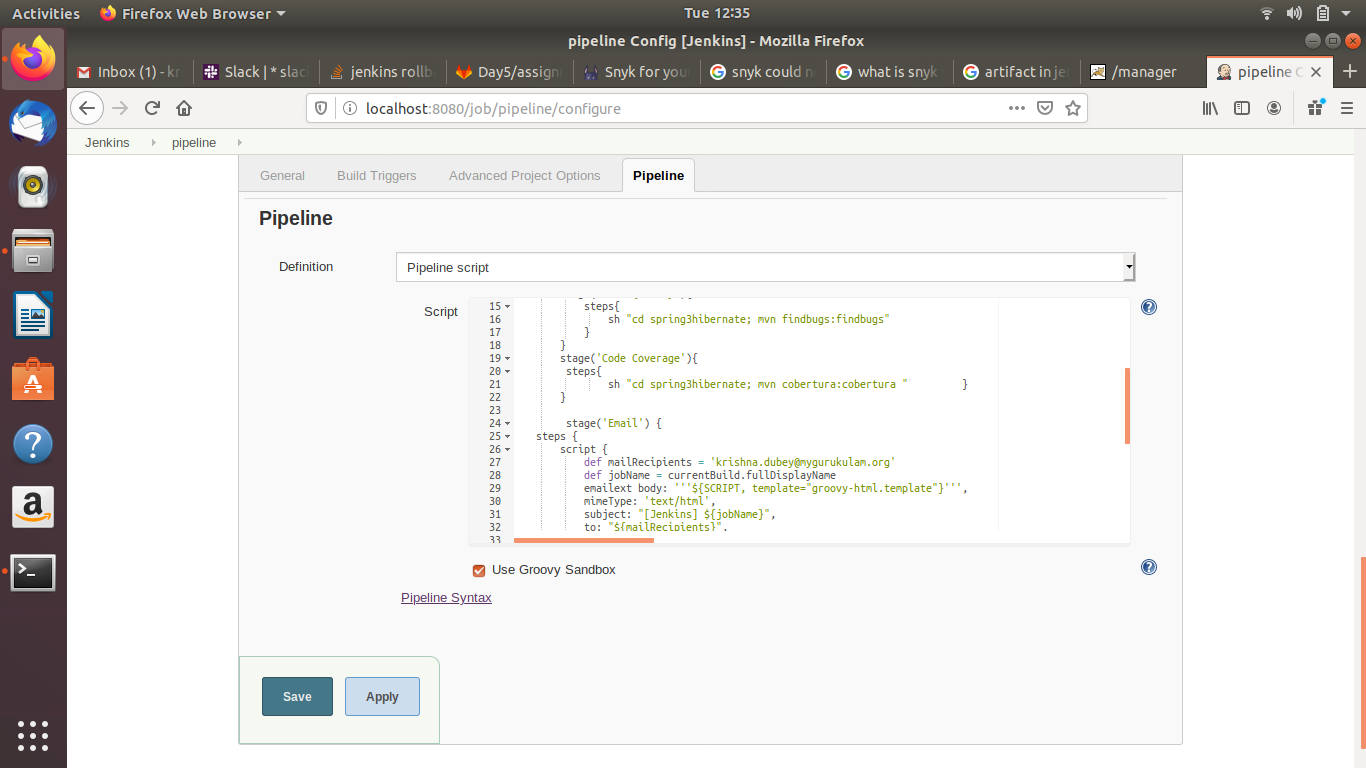 Activities Firefox Web Browser Tue 12:35
pipeline Config [Jenkins] - Mozilla Firefox
Inbox (1) - kr Slack | * slac jenkins rollb Day5/assign Snyk for you snyk could n what is snyk artifact in je /manager pipeline C
localhost:8080/job/pipeline/configure
Jenkins pipeline
General Build Triggers Advanced Project Options Pipeline
Pipeline
Definition Pipeline script
Script
15 steps{
16 sh "cd spring3hibernate; mvn findbugs:findbugs"
17 }
18 }
19 stage('Code Coverage'){
20 steps{
21 sh "cd spring3hibernate; mvn cobertura:cobertura " }
22 }
23
24 stage('Email') {
25 steps {
26 script {
27 def mailRecipients = 'krishna.dubey@mygurukulam.org'
28 def jobName = currentBuild.fullDisplayName
29 emailext body: '''${SCRIPT, template="groovy-html.template"}''',
30 mimeType: 'text/html',
31 subject: "[Jenkins] ${jobName}",
32 to: "${mailRecipients}",
33
Use Groovy Sandbox
Pipeline Syntax
Save Apply